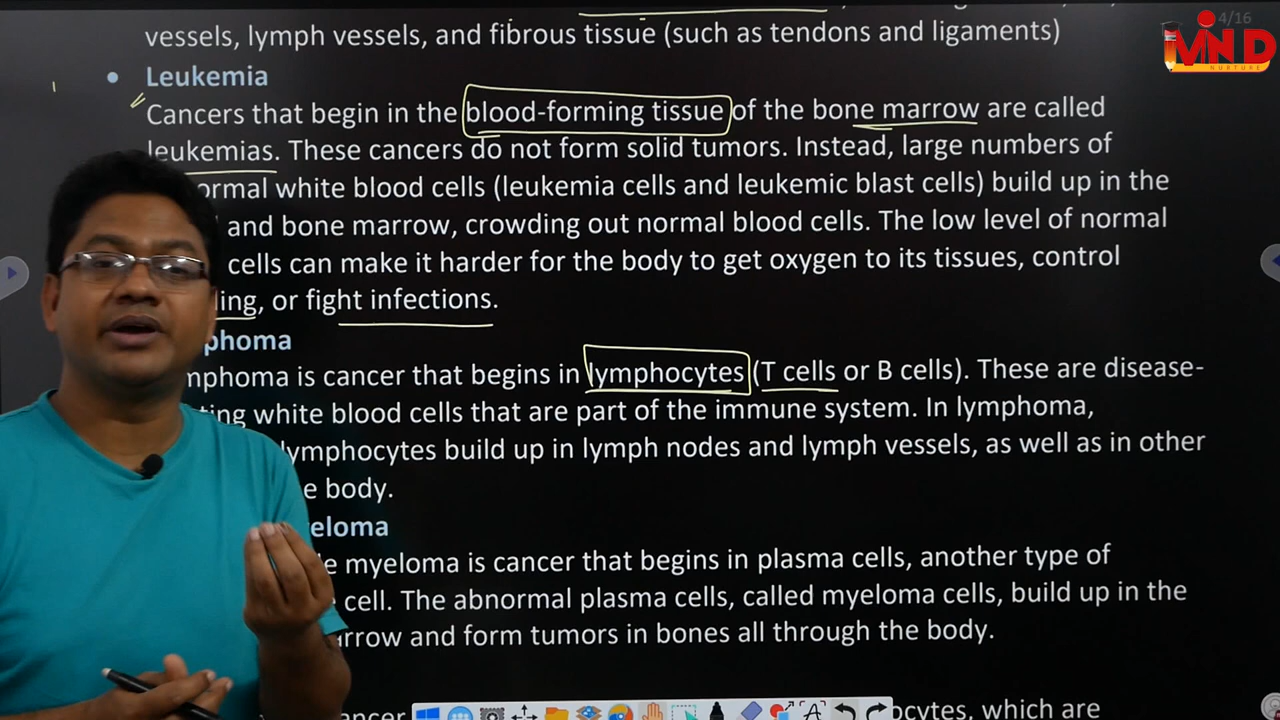 4/16
MIND
NURTURE
vessels, lymph vessels, and fibrous tissue (such as tendons and ligaments)
• Leukemia
Cancers that begin in the blood-forming tissue of the bone marrow are called
leukemias. These cancers do not form solid tumors. Instead, large numbers of
ormal white blood cells (leukemia cells and leukemic blast cells) build up in the
and bone marrow, crowding out normal blood cells. The low level of normal
cells can make it harder for the body to get oxygen to its tissues, control
ing, or fight infections.
phoma
nphoma is cancer that begins in lymphocytes (T cells or B cells). These are disease-
ting white blood cells that are part of the immune system. In lymphoma,
lymphocytes build up in lymph nodes and lymph vessels, as well as in other
e body.
eloma
e myeloma is cancer that begins in plasma cells, another type of
cell. The abnormal plasma cells, called myeloma cells, build up in the
rrow and form tumors in bones all through the body.
ancer
ocytes, which are